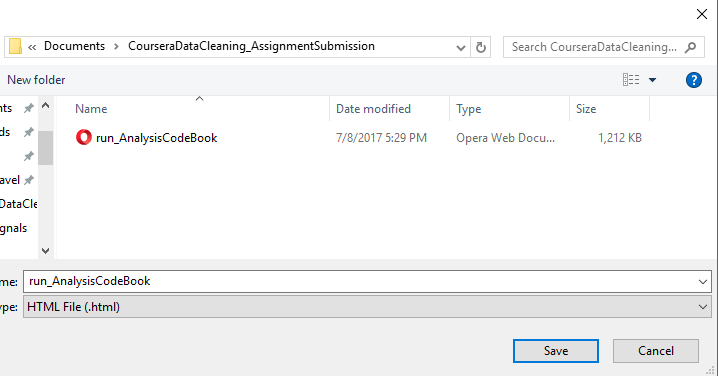 « Documents > CourseraDataCleaning_AssignmentSubmission
Search CourseraDataCleaning...
New folder
?
Name Date modified Type Size
run_AnalysisCodeBook 7/8/2017 5:29 PM Opera Web Docu... 1,212 KB
nts
ds
avel
DataCle
gnals
me: run_AnalysisCodeBook
ype: HTML File (.html)
Save Cancel